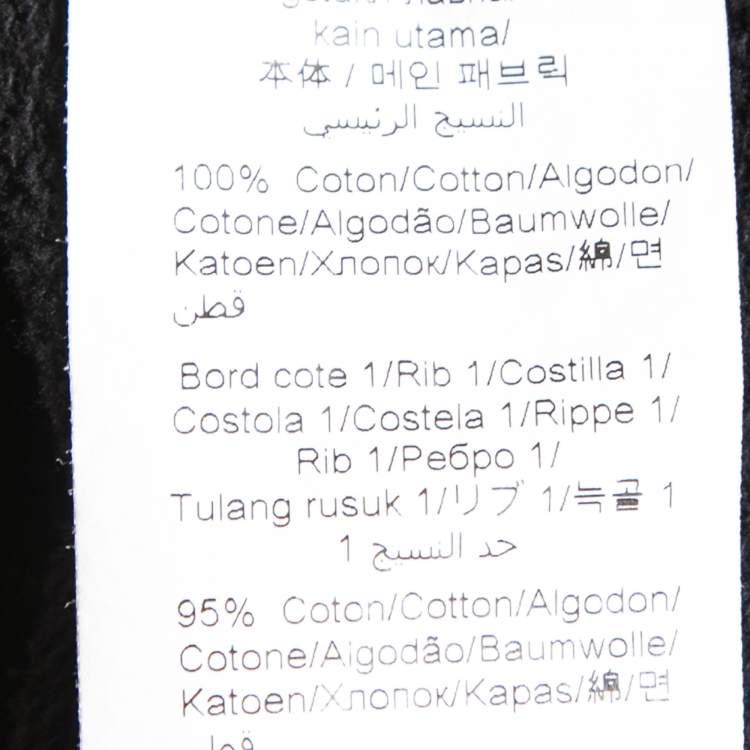 kain utama/
本体 / 메인 패브릭
النسيج الرئيسي
100% Coton/Cotton/Algodon/
Cotone/Algodão/Baumwolle/
Katoen/Хлопок/Kapas/綿/면
قطن
Bord cote 1/Rib 1/Costilla 1/
Costola 1/Costela 1/Rippe 1/
Rib 1/Ребро 1/
Tulang rusuk 1/リブ 1/늑골 1
حد النسيج 1
95% Coton/Cotton/Algodon/
Cotone/Algodão/Baumwolle/
Katoen/Хлопок/Kapas/綿/면